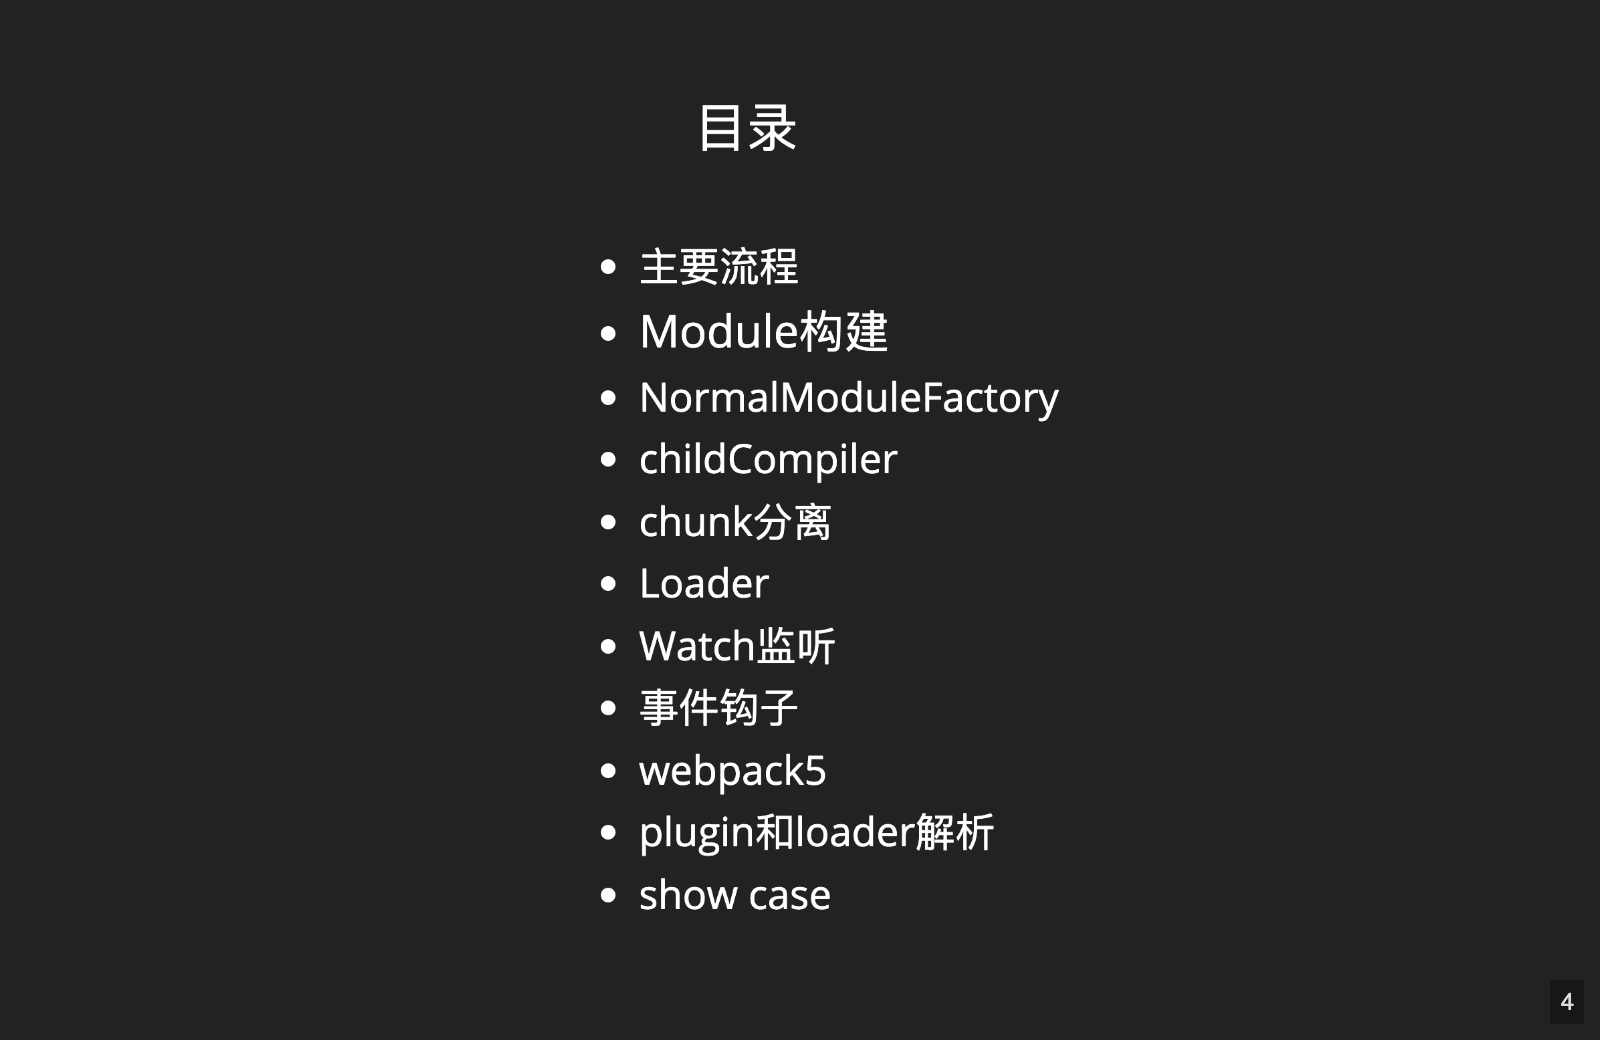 目录
主要流程
Module构建
NormalModuleFactory
childCompiler
chunk分离
Loader
Watch监听
事件钩子
webpack5
plugin和loader解析
show case
4